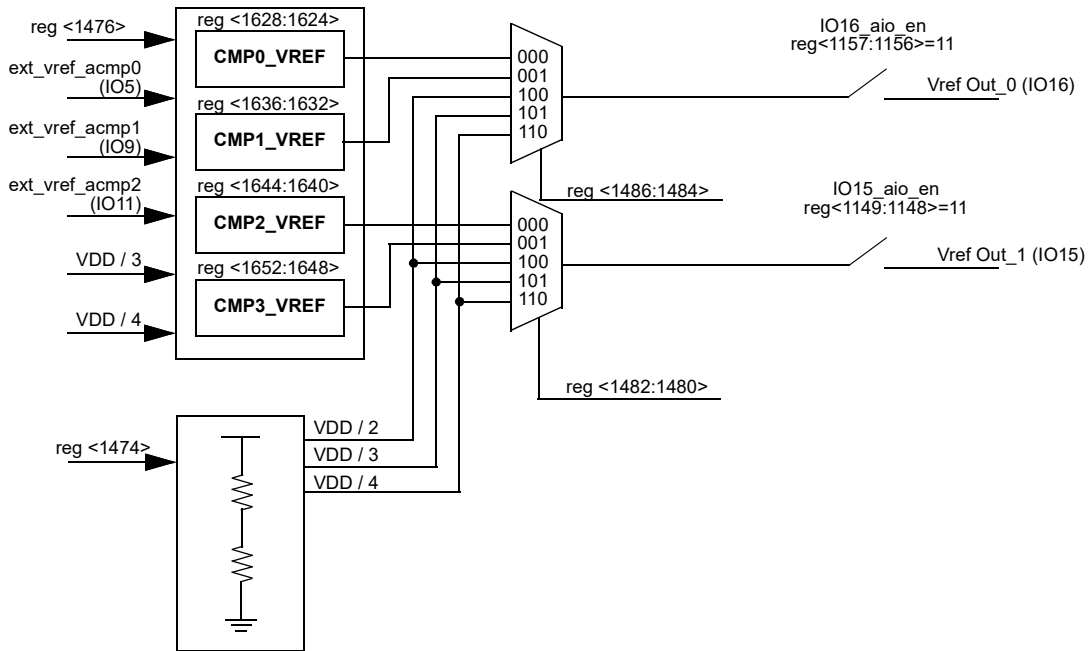 reg <1476>
ext_vref_acmp0
(IO5)
ext_vref_acmp1
(IO9)
ext_vref_acmp2
(IO11)
VDD / 3
VDD / 4
reg <1628:1624>
CMP0_VREF
reg <1636:1632>
CMP1_VREF
reg <1644:1640>
CMP2_VREF
reg <1652:1648>
CMP3_VREF
000
001
100
101
110
reg <1486:1484>
IO16_aio_en
reg<1157:1156>=11
Vref Out_0 (IO16)
000
001
100
101
110
reg <1482:1480>
IO15_aio_en
reg<1149:1148>=11
Vref Out_1 (IO15)
reg <1474>
VDD / 2
VDD / 3
VDD / 4